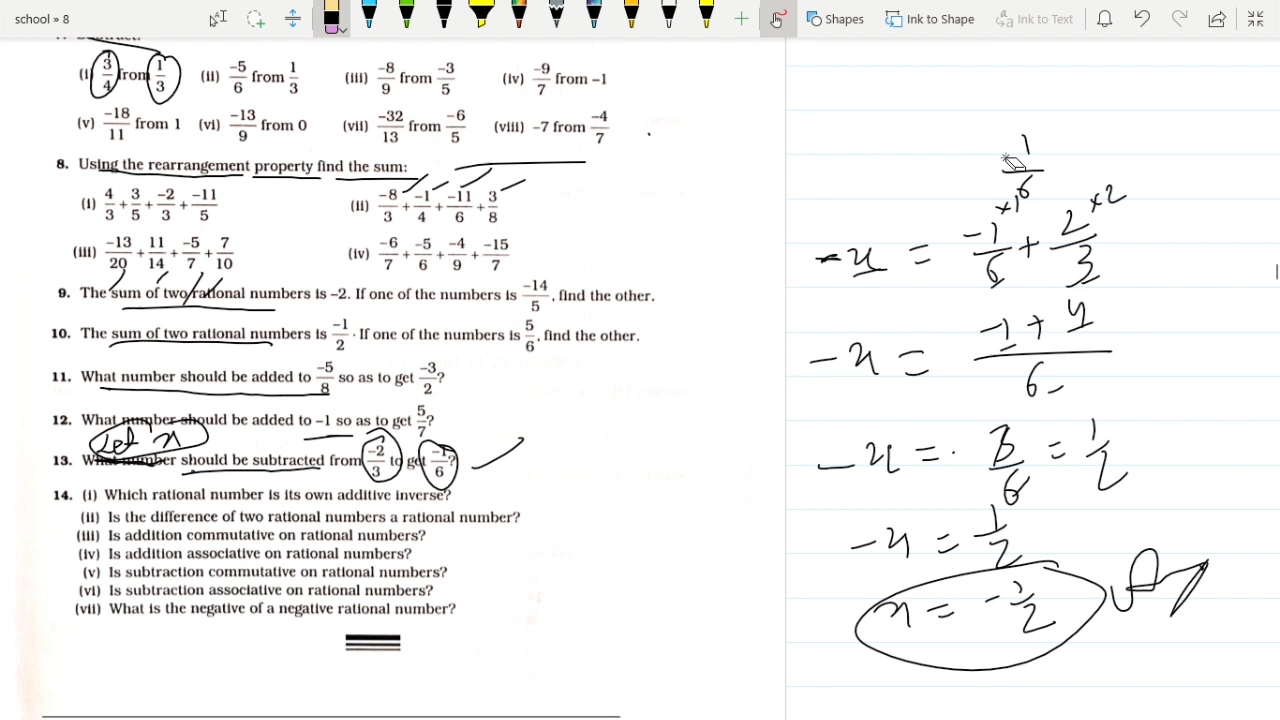 school » 8
Shapes Ink to Shape Ink to Text
(i) 3/4 from 1/3 (ii) -5/6 from 1/3 (iii) -8/9 from -3/5 (iv) -9/7 from -1
(v) -18/11 from 1 (vi) -13/9 from 0 (vii) -32/13 from -6/5 (viii) -7 from -4/7
8. Using the rearrangement property find the sum:
(i) 4/3 + 3/5 + -2/3 + -11/5 (ii) -8/3 + -1/4 + -11/6 + 3/8
(iii) -13/20 + 11/14 + -5/7 + 7/10 (iv) -6/7 + -5/6 + -4/9 + -15/7
9. The sum of two rational numbers is -2. If one of the numbers is -14/5, find the other.
10. The sum of two rational numbers is -1/2. If one of the numbers is 5/6, find the other.
11. What number should be added to -5/8 so as to get -3/2?
12. What number should be added to -1 so as to get 5/7?
Let x
13. What number should be subtracted from -2/3 to get -1/6?
14. (i) Which rational number is its own additive inverse?
(ii) Is the difference of two rational numbers a rational number?
(iii) Is addition commutative on rational numbers?
(iv) Is addition associative on rational numbers?
(v) Is subtraction commutative on rational numbers?
(vi) Is subtraction associative on rational numbers?
(vii) What is the negative of a negative rational number?
1/6
-x = -1/6 ×1 + 2/3 ×2
-x = -1 + 4 / 6
-x = 3/6 = 1/2
-x = 1/2
x = -1/2